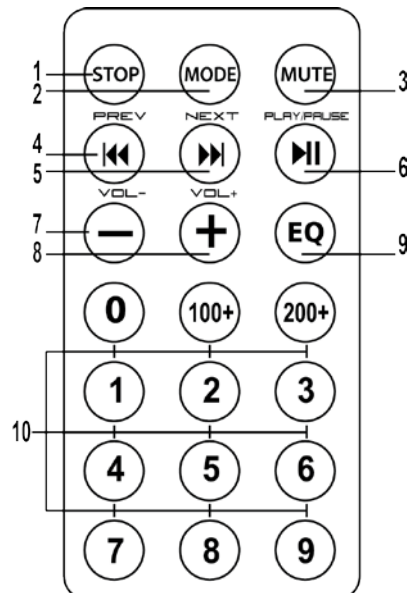 1 STOP MODE MUTE 3
2
PREV NEXT PLAY/PAUSE
4
5 6
VOL- VOL+
7 EQ
8 9
0 100+ 200+
1 2 3
10
4 5 6
7 8 9